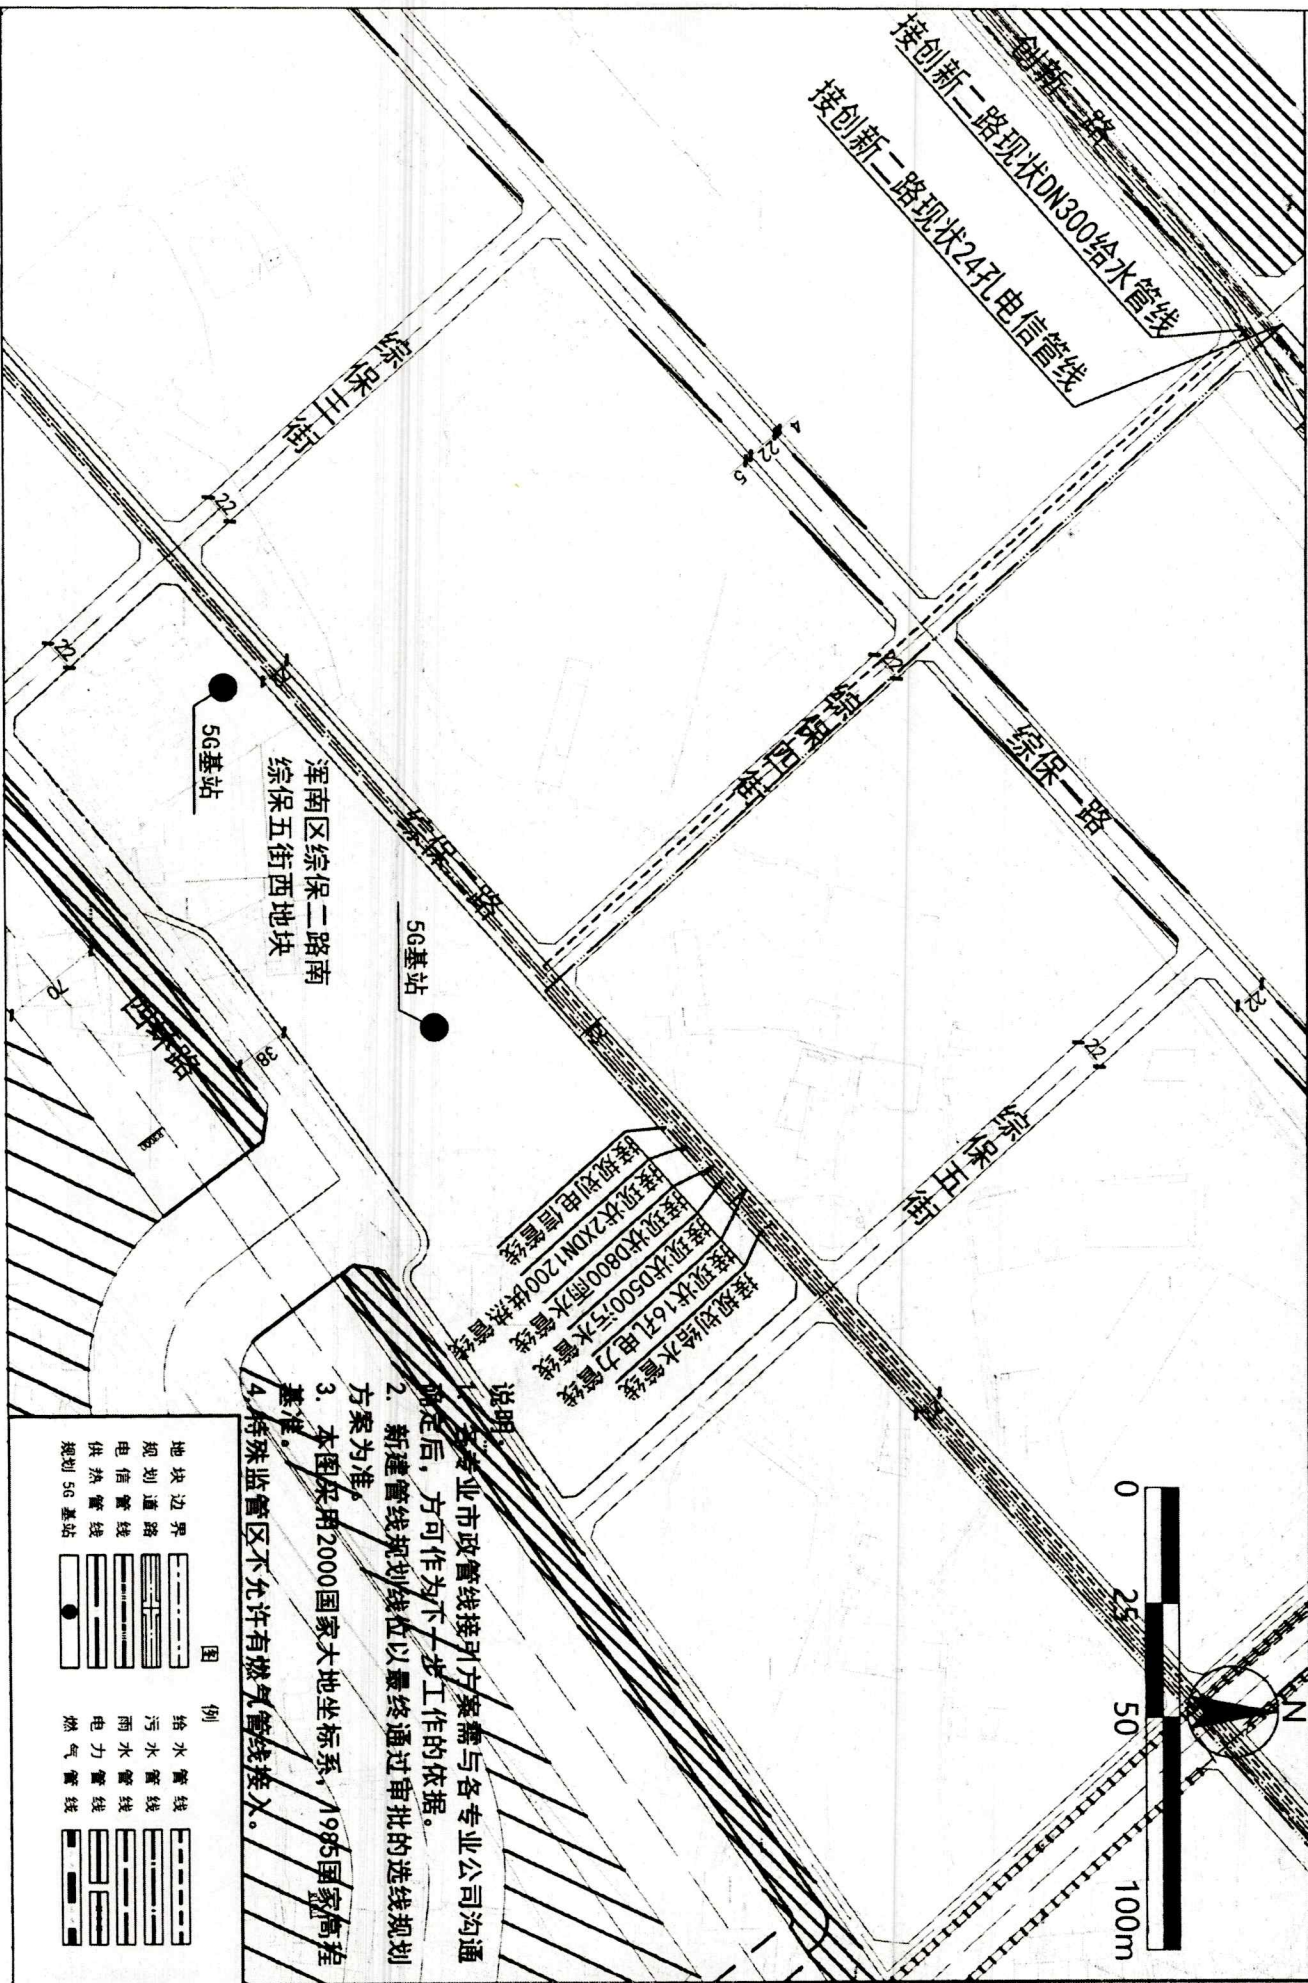 创新二路
接创新二路现状DN300给水管线
接创新二路现状24孔电信管线
综保三街
综保四街
综保一路
综保五街
综保二路
四环路
浑南区综保二路南
综保五街西地块
5G基站
5G基站
22
22
22
4
22
5
22
22
38
70
接规划电信管线
接现状2XDN1200供热管线
接现状D800雨水管线
接现状D500污水管线
接现状16孔电力管线
接规划给水管线
N
0
25
50
100m
说明:
1. 各专业市政管线接引方案需与各专业公司沟通
确定后,方可作为下一步工作的依据。
2. 新建管线规划线位以最终通过审批的选线规划
方案为准。
3. 本图采用2000国家大地坐标系,1985国家高程
基准。
4. 特殊监管区不允许有燃气管线接入。
图 例
地块边界
给水管线
规划道路
污水管线
电信管线
雨水管线
供热管线
电力管线
规划5G基站
燃气管线